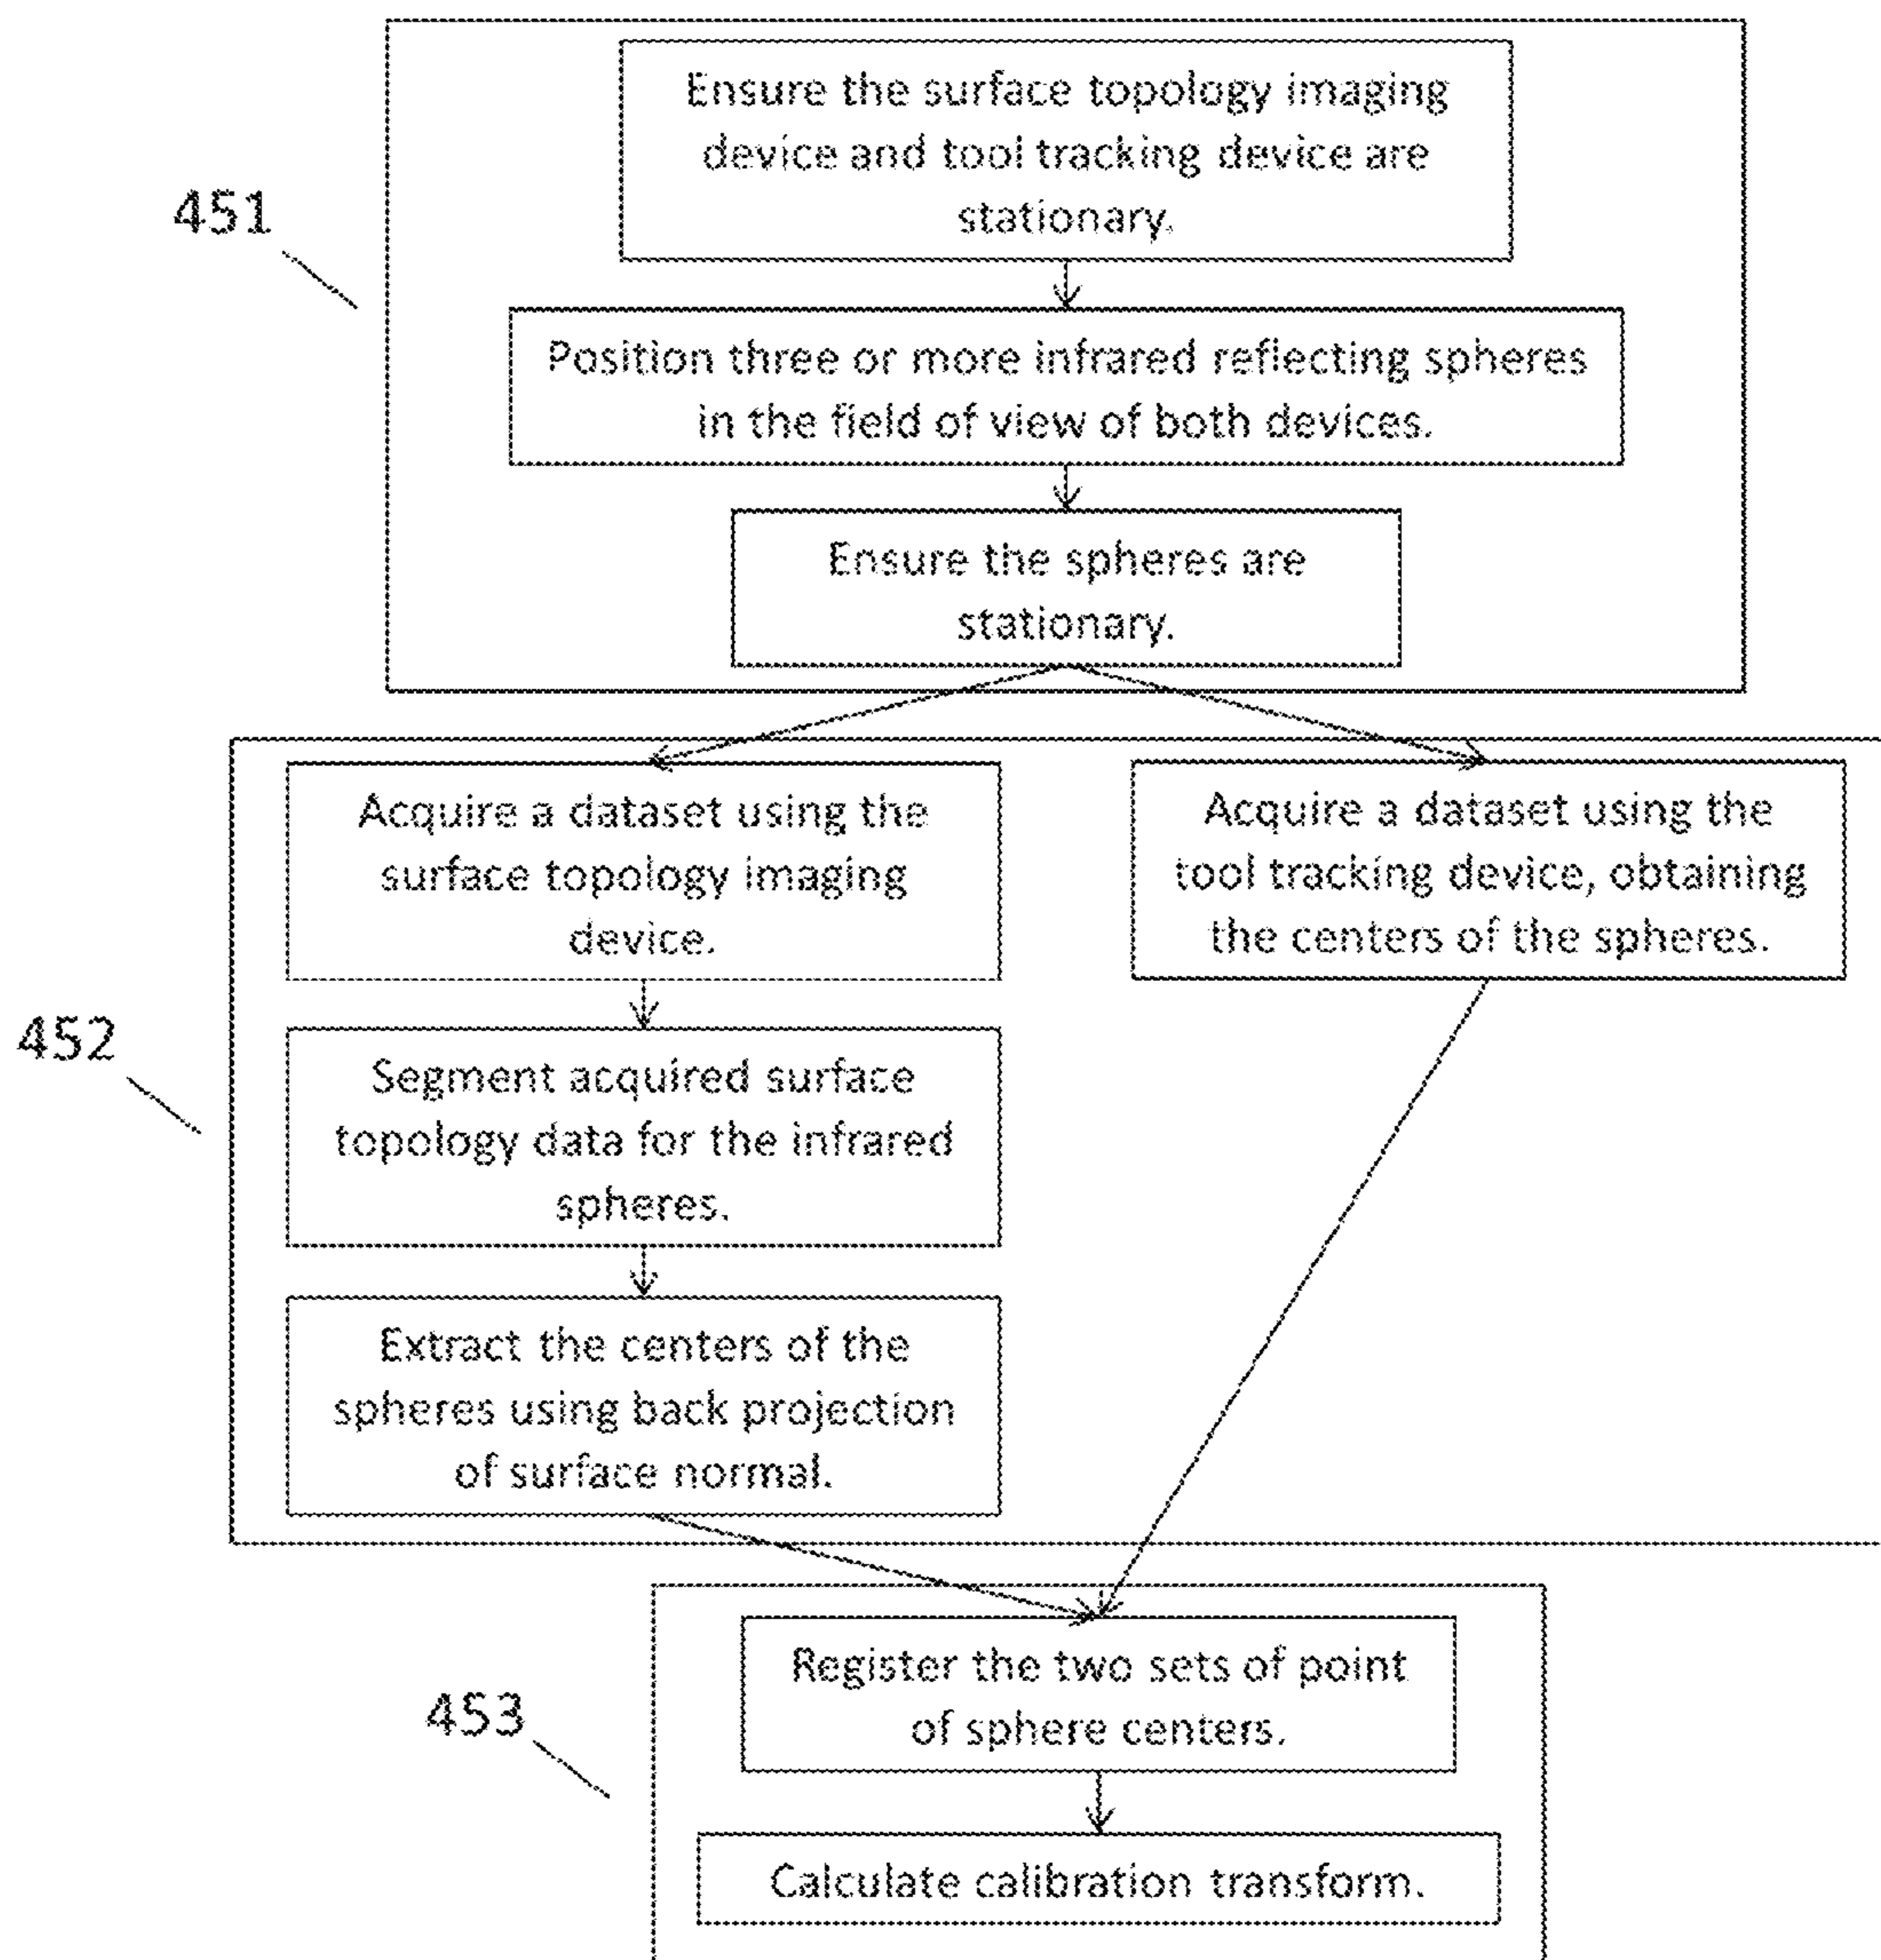 451
Ensure the surface topology imaging
device and tool tracking device are
stationary.
Position three or more infrared reflecting spheres
in the field of view of both devices.
Ensure the spheres are
stationary.
452
Acquire a dataset using the
surface topology imaging
device.
Acquire a dataset using the
tool tracking device, obtaining
the centers of the spheres.
Segment acquired surface
topology data for the infrared
spheres.
Extract the centers of the
spheres using back projection
of surface normal.
453
Register the two sets of point
of sphere centers.
Calculate calibration transform.